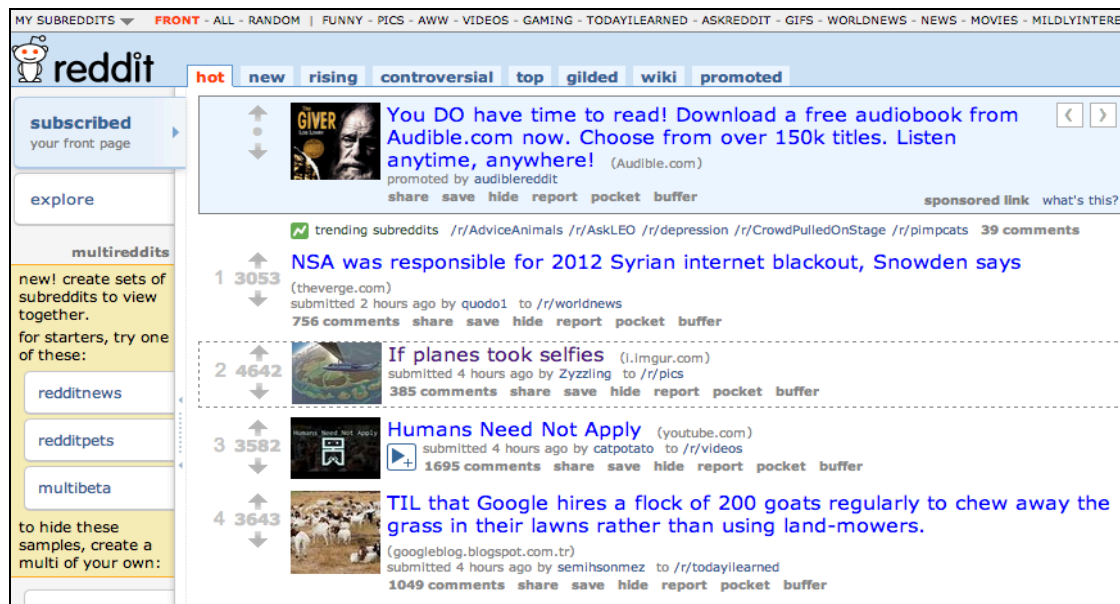 MY SUBREDDITS FRONT - ALL - RANDOM | FUNNY - PICS - AWW - VIDEOS - GAMING - TODAYILEARNED - ASKREDDIT - GIFS - WORLDNEWS - NEWS - MOVIES - MILDLYINTERE
reddit
hot new rising controversial top gilded wiki promoted
subscribed
your front page
explore
multireddits
new! create sets of
subreddits to view
together.
for starters, try one
of these:
redditnews
redditpets
multibeta
to hide these
samples, create a
multi of your own:
The
GIVER
LOIS LOWRY
You DO have time to read! Download a free audiobook from
Audible.com now. Choose from over 150k titles. Listen
anytime, anywhere! (Audible.com)
promoted by audiblereddit
share save hide report pocket buffer
sponsored link what's this?
trending subreddits /r/AdviceAnimals /r/AskLEO /r/depression /r/CrowdPulledOnStage /r/pimpcats 39 comments
1 3053
NSA was responsible for 2012 Syrian internet blackout, Snowden says
(theverge.com)
submitted 2 hours ago by quodo1 to /r/worldnews
756 comments share save hide report pocket buffer
2 4642
If planes took selfies (i.imgur.com)
submitted 4 hours ago by Zyzzling to /r/pics
385 comments share save hide report pocket buffer
3 3582
Humans Need Not Apply
Humans Need Not Apply (youtube.com)
submitted 4 hours ago by catpotato to /r/videos
1695 comments share save hide report pocket buffer
4 3643
TIL that Google hires a flock of 200 goats regularly to chew away the
grass in their lawns rather than using land-mowers.
(googleblog.blogspot.com.tr)
submitted 4 hours ago by semihsonmez to /r/todayilearned
1049 comments share save hide report pocket buffer